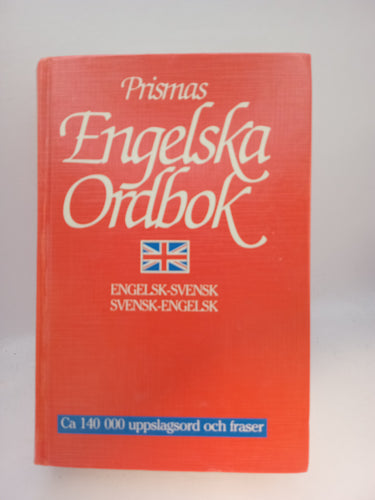 Prismas
Engelska
Ordbok
ENGELSK-SVENSK
SVENSK-ENGELSK
Ca 140 000 uppslagsord och fraser